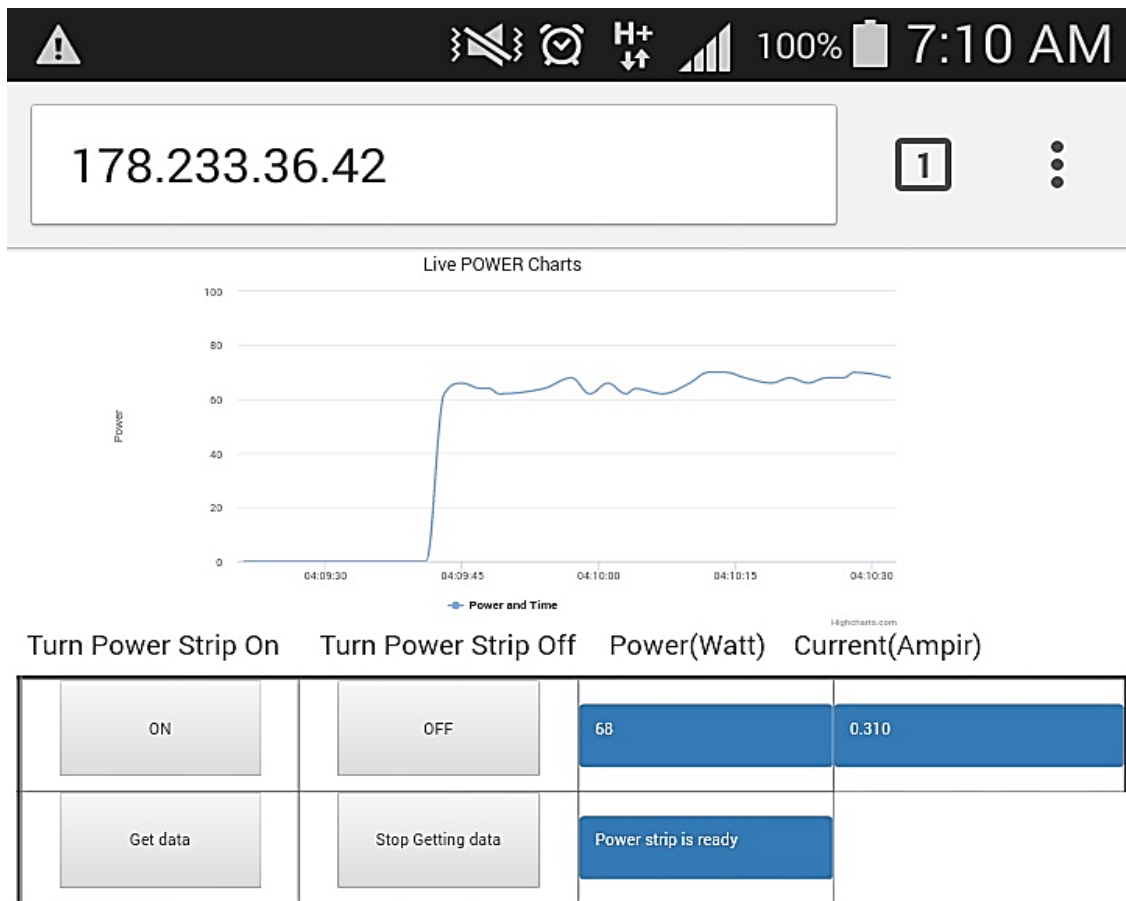 H+ 100% 7:10 AM
178.233.36.42 1
Live POWER Charts
100
80
60
40
20
0
Power
04:09:30 04:09:45 04:10:00 04:10:15 04:10:30
Power and Time
Highcharts.com
Turn Power Strip On Turn Power Strip Off Power(Watt) Current(Ampir)
ON OFF 68 0.310
Get data Stop Getting data Power strip is ready